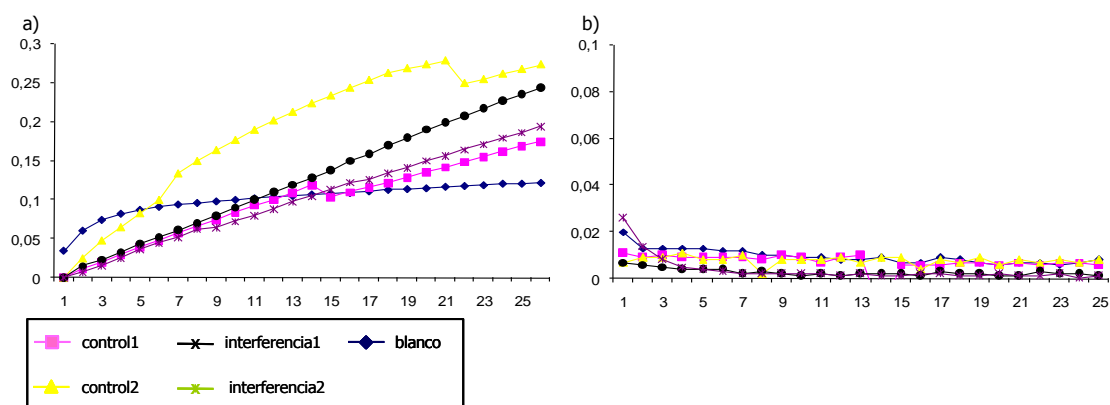 a)
0,3
0,25
0,2
0,15
0,1
0,05
0
1 3 5 7 9 11 13 15 17 19 21 23 25
b)
0,1
0,08
0,06
0,04
0,02
0
1 3 5 7 9 11 13 15 17 19 21 23 25
control1 interferencia1 blanco
control2 interferencia2